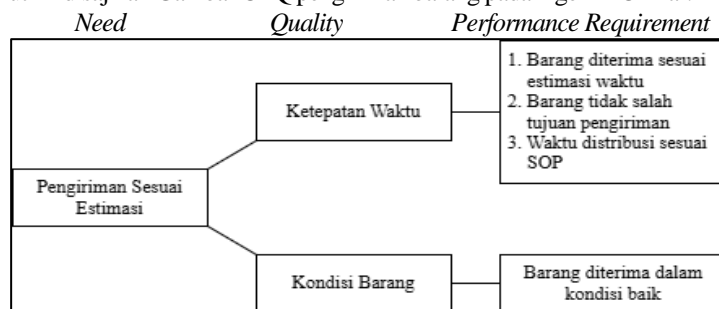 Need Quality Performance Requirement
1. Barang diterima sesuai
estimasi waktu
2. Barang tidak salah
tujuan pengiriman
3. Waktu distribusi sesuai
SOP
Ketepatan Waktu
Pengiriman Sesuai
Estimasi
Kondisi Barang
Barang diterima dalam
kondisi baik